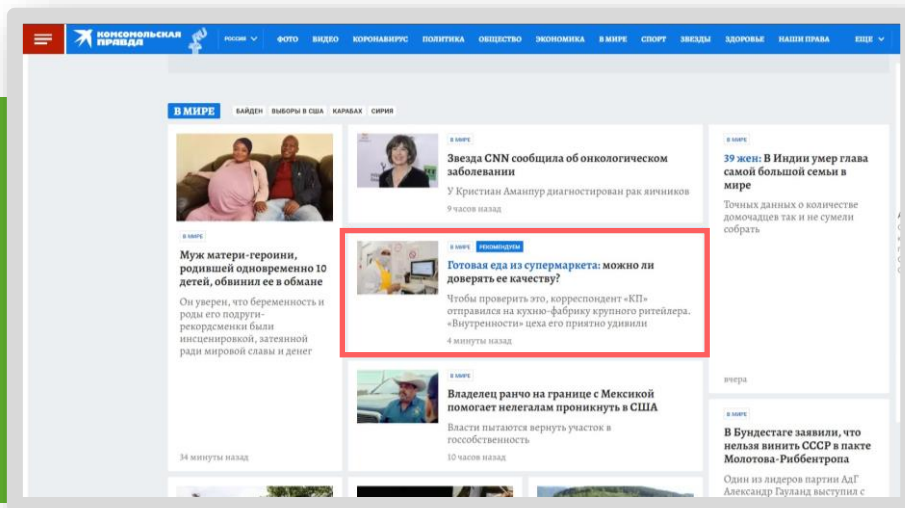 КОМСОМОЛЬСКАЯ
ПРАВДА
РОССИЯ
ФОТО ВИДЕО КОРОНАВИРУС ПОЛИТИКА ОБЩЕСТВО ЭКОНОМИКА В МИРЕ СПОРТ ЗВЕЗДЫ ЗДОРОВЬЕ НАШИ ПРАВА ЕЩЕ
В МИРЕ БАЙДЕН ВЫБОРЫ В США КАРАБАХ СИРИЯ
В МИРЕ
Муж матери-героини,
родившей одновременно 10
детей, обвинил ее в обмане
Он уверен, что беременность и
роды его подруги-
рекордсменки были
инсценировкой, затеянной
ради мировой славы и денег
34 минуты назад
В МИРЕ
Звезда CNN сообщила об онкологическом
заболевании
У Кристиан Аманпур диагностирован рак яичников
9 часов назад
В МИРЕ РЕКОМЕНДУЕМ
Готовая еда из супермаркета: можно ли
доверять ее качеству?
Чтобы проверить это, корреспондент «КП»
отправился на кухню-фабрику крупного ритейлера.
«Внутренности» цеха его приятно удивили
4 минуты назад
В МИРЕ
Владелец ранчо на границе с Мексикой
помогает нелегалам проникнуть в США
Власти пытаются вернуть участок в
госсобственность
10 часов назад
В МИРЕ
39 жен: В Индии умер глава
самой большой семьи в
мире
Точных данных о количестве
домочадцев так и не сумели
собрать
вчера
В МИРЕ
В Бундестаге заявили, что
нельзя винить СССР в пакте
Молотова-Риббентропа
Один из лидеров партии АдГ
Александр Гауланд выступил с